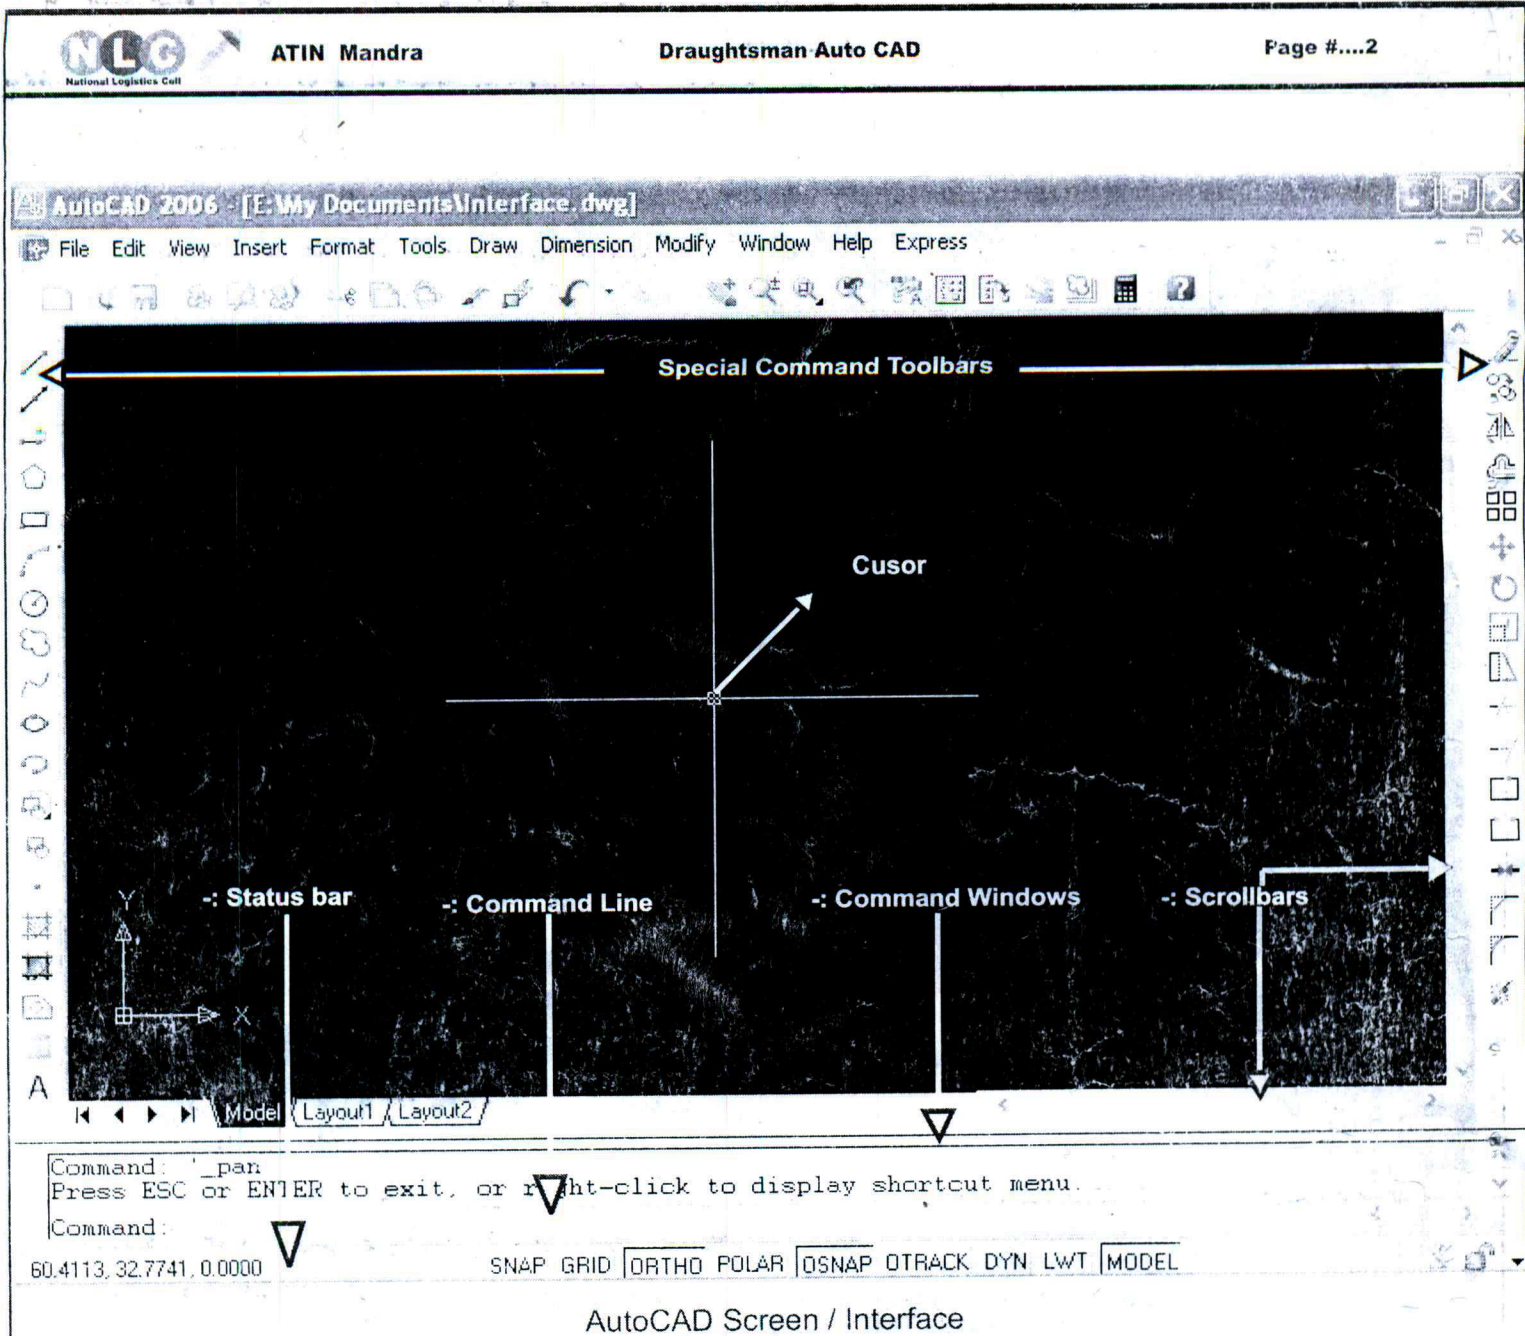 NLC
National Logistics Cell
ATIN Mandra
Draughtsman Auto CAD
Page #....2
AutoCAD 2006 - [E:\My Documents\Interface.dwg]
File Edit View Insert Format Tools Draw Dimension Modify Window Help Express
Special Command Toolbars
Cusor
-: Status bar
-: Command Line
-: Command Windows
-: Scrollbars
Y
X
A
Model Layout1 Layout2
Command: '_pan
Press ESC or ENTER to exit, or right-click to display shortcut menu.
Command:
60.4113, 32.7741, 0.0000
SNAP GRID ORTHO POLAR OSNAP OTRACK DYN LWT MODEL
AutoCAD Screen / Interface